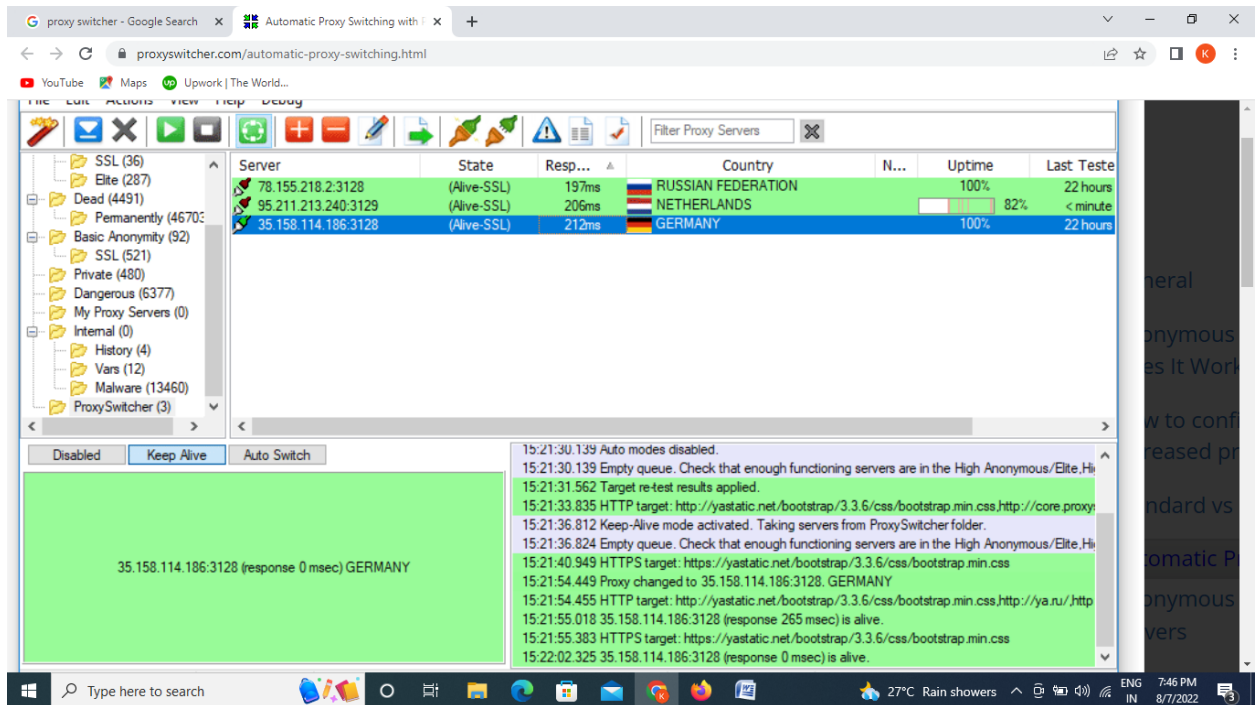 proxy switcher - Google Search
Automatic Proxy Switching with
proxyswitcher.com/automatic-proxy-switching.html
K
YouTube Maps Upwork | The World...
File Edit Actions View Help Debug
Filter Proxy Servers
SSL (36)
Elite (287)
Dead (4491)
Permanently (46703
Basic Anonymity (92)
SSL (521)
Private (480)
Dangerous (6377)
My Proxy Servers (0)
Internal (0)
History (4)
Vars (12)
Malware (13460)
ProxySwitcher (3)
Server State Resp... Country N... Uptime Last Teste
78.155.218.2:3128 (Alive-SSL) 197ms RUSSIAN FEDERATION 100% 22 hours
95.211.213.240:3129 (Alive-SSL) 206ms NETHERLANDS 82% < minute
35.158.114.186:3128 (Alive-SSL) 212ms GERMANY 100% 22 hours
Disabled Keep Alive Auto Switch
35.158.114.186:3128 (response 0 msec) GERMANY
15:21:30.139 Auto modes disabled.
15:21:30.139 Empty queue. Check that enough functioning servers are in the High Anonymous/Elite,Hi
15:21:31.562 Target re-test results applied.
15:21:33.835 HTTP target: http://yastatic.net/bootstrap/3.3.6/css/bootstrap.min.css,http://core.proxy
15:21:36.812 Keep-Alive mode activated. Taking servers from ProxySwitcher folder.
15:21:36.824 Empty queue. Check that enough functioning servers are in the High Anonymous/Elite,Hi
15:21:40.949 HTTPS target: https://yastatic.net/bootstrap/3.3.6/css/bootstrap.min.css
15:21:54.449 Proxy changed to 35.158.114.186:3128. GERMANY
15:21:54.455 HTTP target: http://yastatic.net/bootstrap/3.3.6/css/bootstrap.min.css,http://ya.ru/,http
15:21:55.018 35.158.114.186:3128 (response 265 msec) is alive.
15:21:55.383 HTTPS target: https://yastatic.net/bootstrap/3.3.6/css/bootstrap.min.css
15:22:02.325 35.158.114.186:3128 (response 0 msec) is alive.
neral
onymous
es It Work
w to confi
reased pr
ndard vs
tomatic P
onymous
vers
Type here to search
27°C Rain showers
ENG
IN
7:46 PM
8/7/2022
3